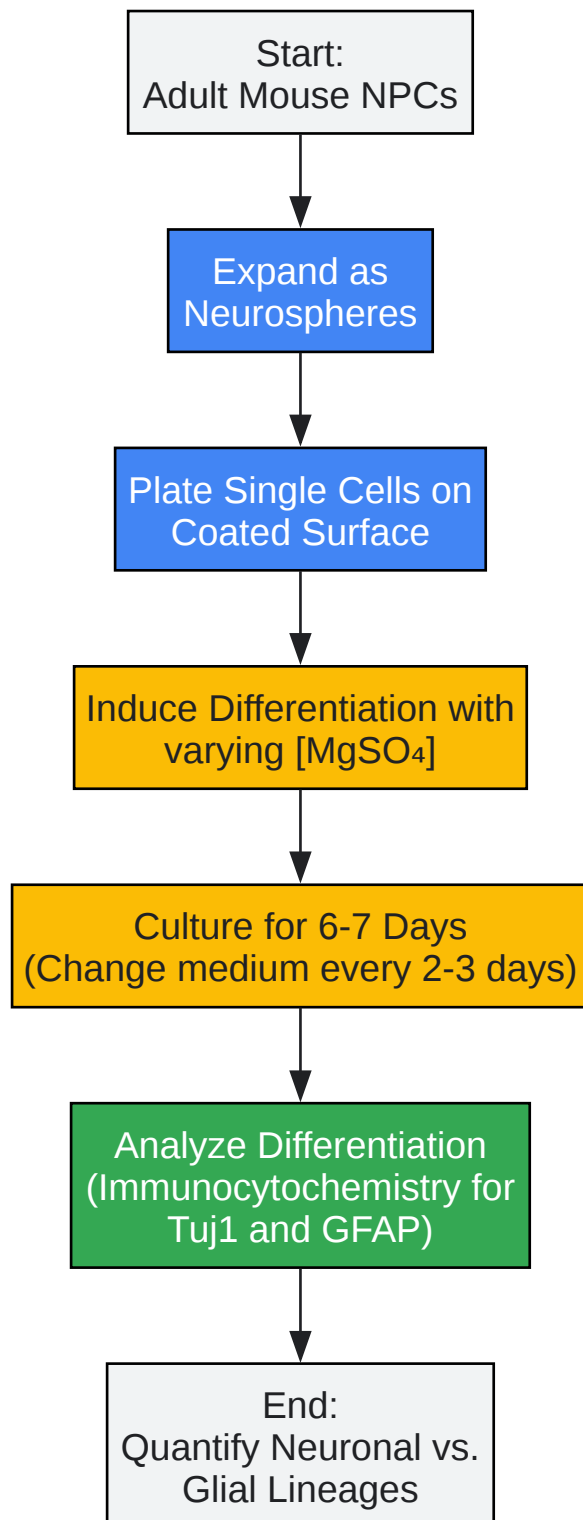 Start:
Adult Mouse NPCs
Expand as
Neurospheres
Plate Single Cells on
Coated Surface
Induce Differentiation with
varying [MgSO₄]
Culture for 6-7 Days
(Change medium every 2-3 days)
Analyze Differentiation
(Immunocytochemistry for
Tuj1 and GFAP)
End:
Quantify Neuronal vs.
Glial Lineages